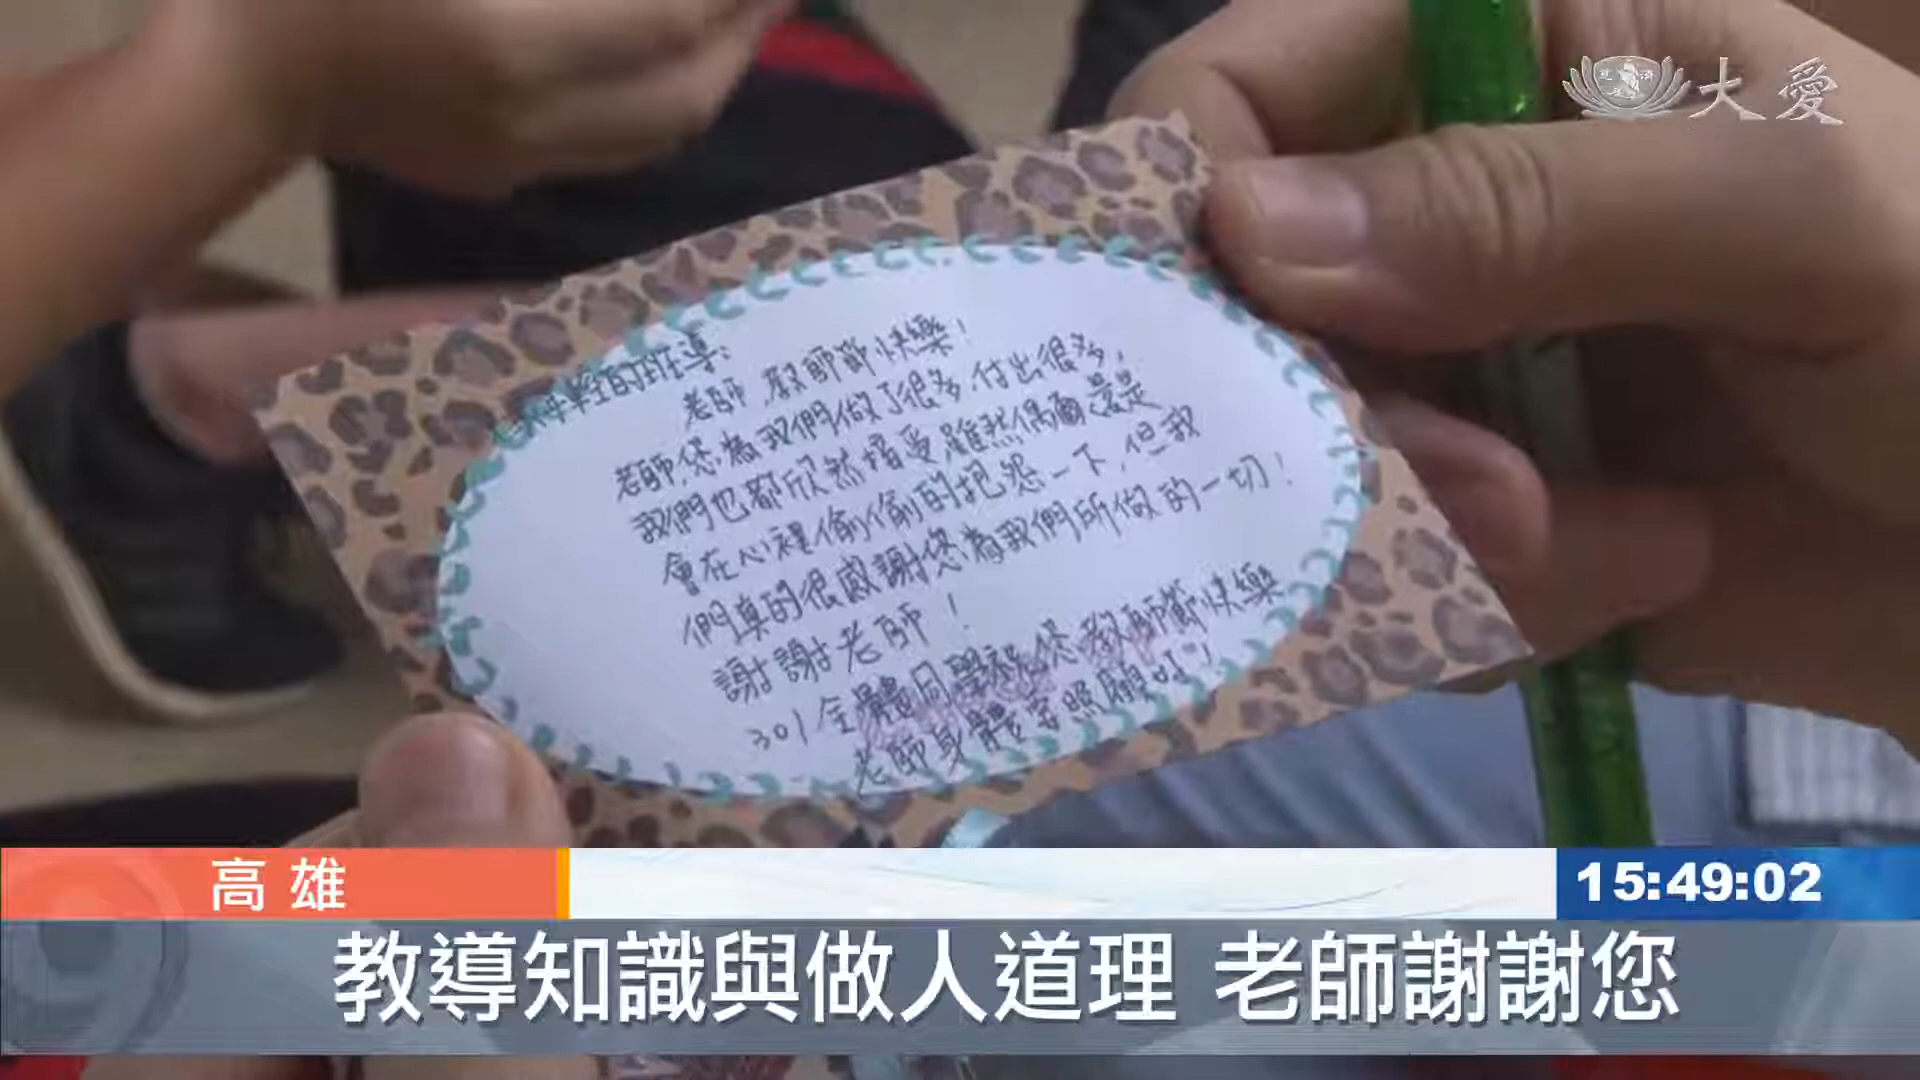 大愛
班導:
老師,教師節快樂!
老師,您為我們做了很多,付出很多,
我們也都欣然接受,雖然偶爾還是
會在心裡偷偷的抱怨一下,但我
們真的很感謝您為我們所做的一切!
謝謝老師!
301全體同學祝您教師節快樂
老師身體要照顧好!
高雄
15:49:02
教導知識與做人道理 老師謝謝您